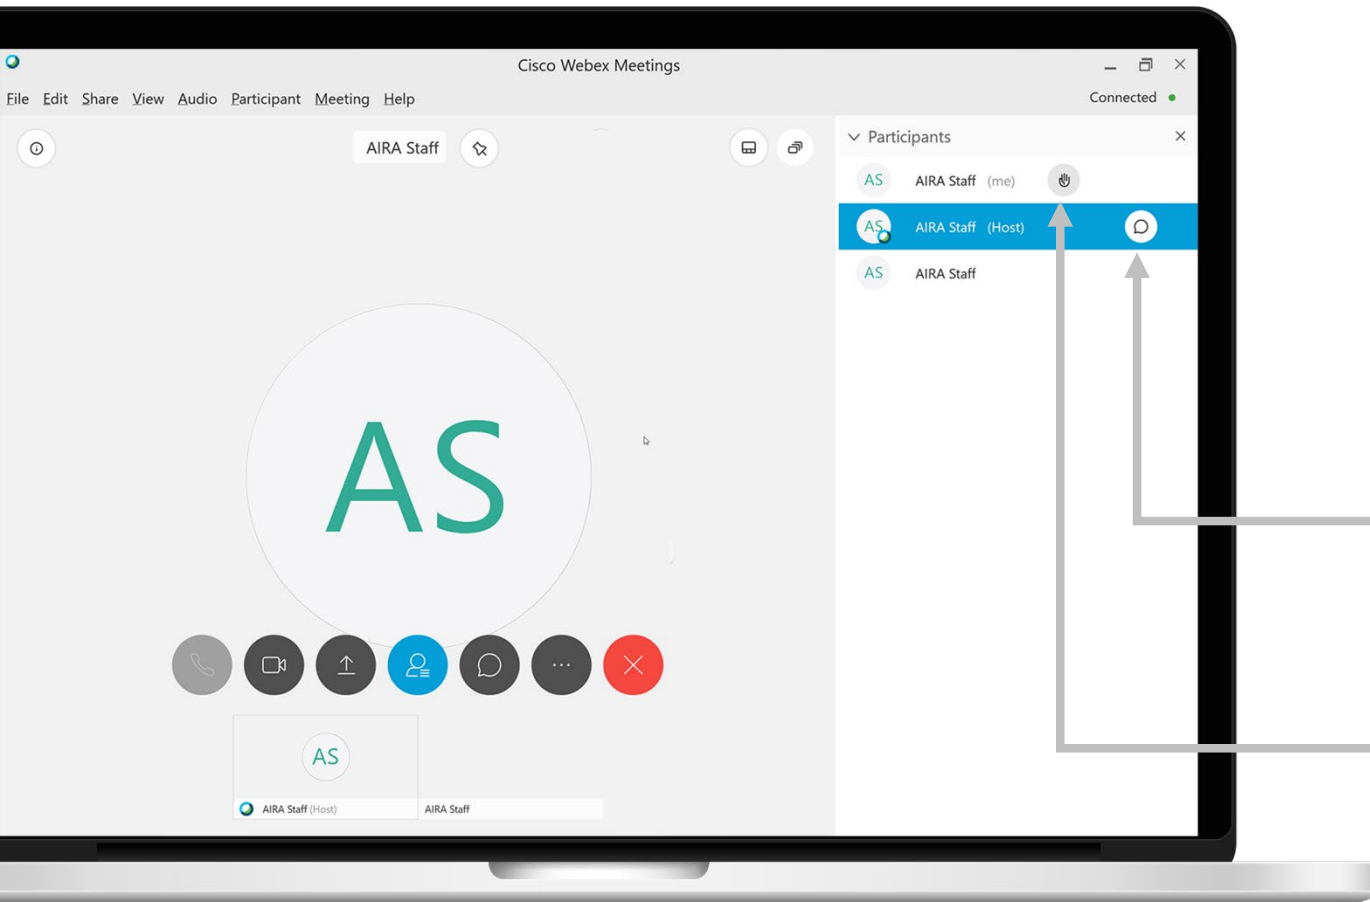 Cisco Webex Meetings
File Edit Share View Audio Participant Meeting Help
Connected
AIRA Staff
Participants
AS AIRA Staff (me)
AS AIRA Staff (Host)
AS AIRA Staff
AS
AS
AIRA Staff (Host)
AIRA Staff